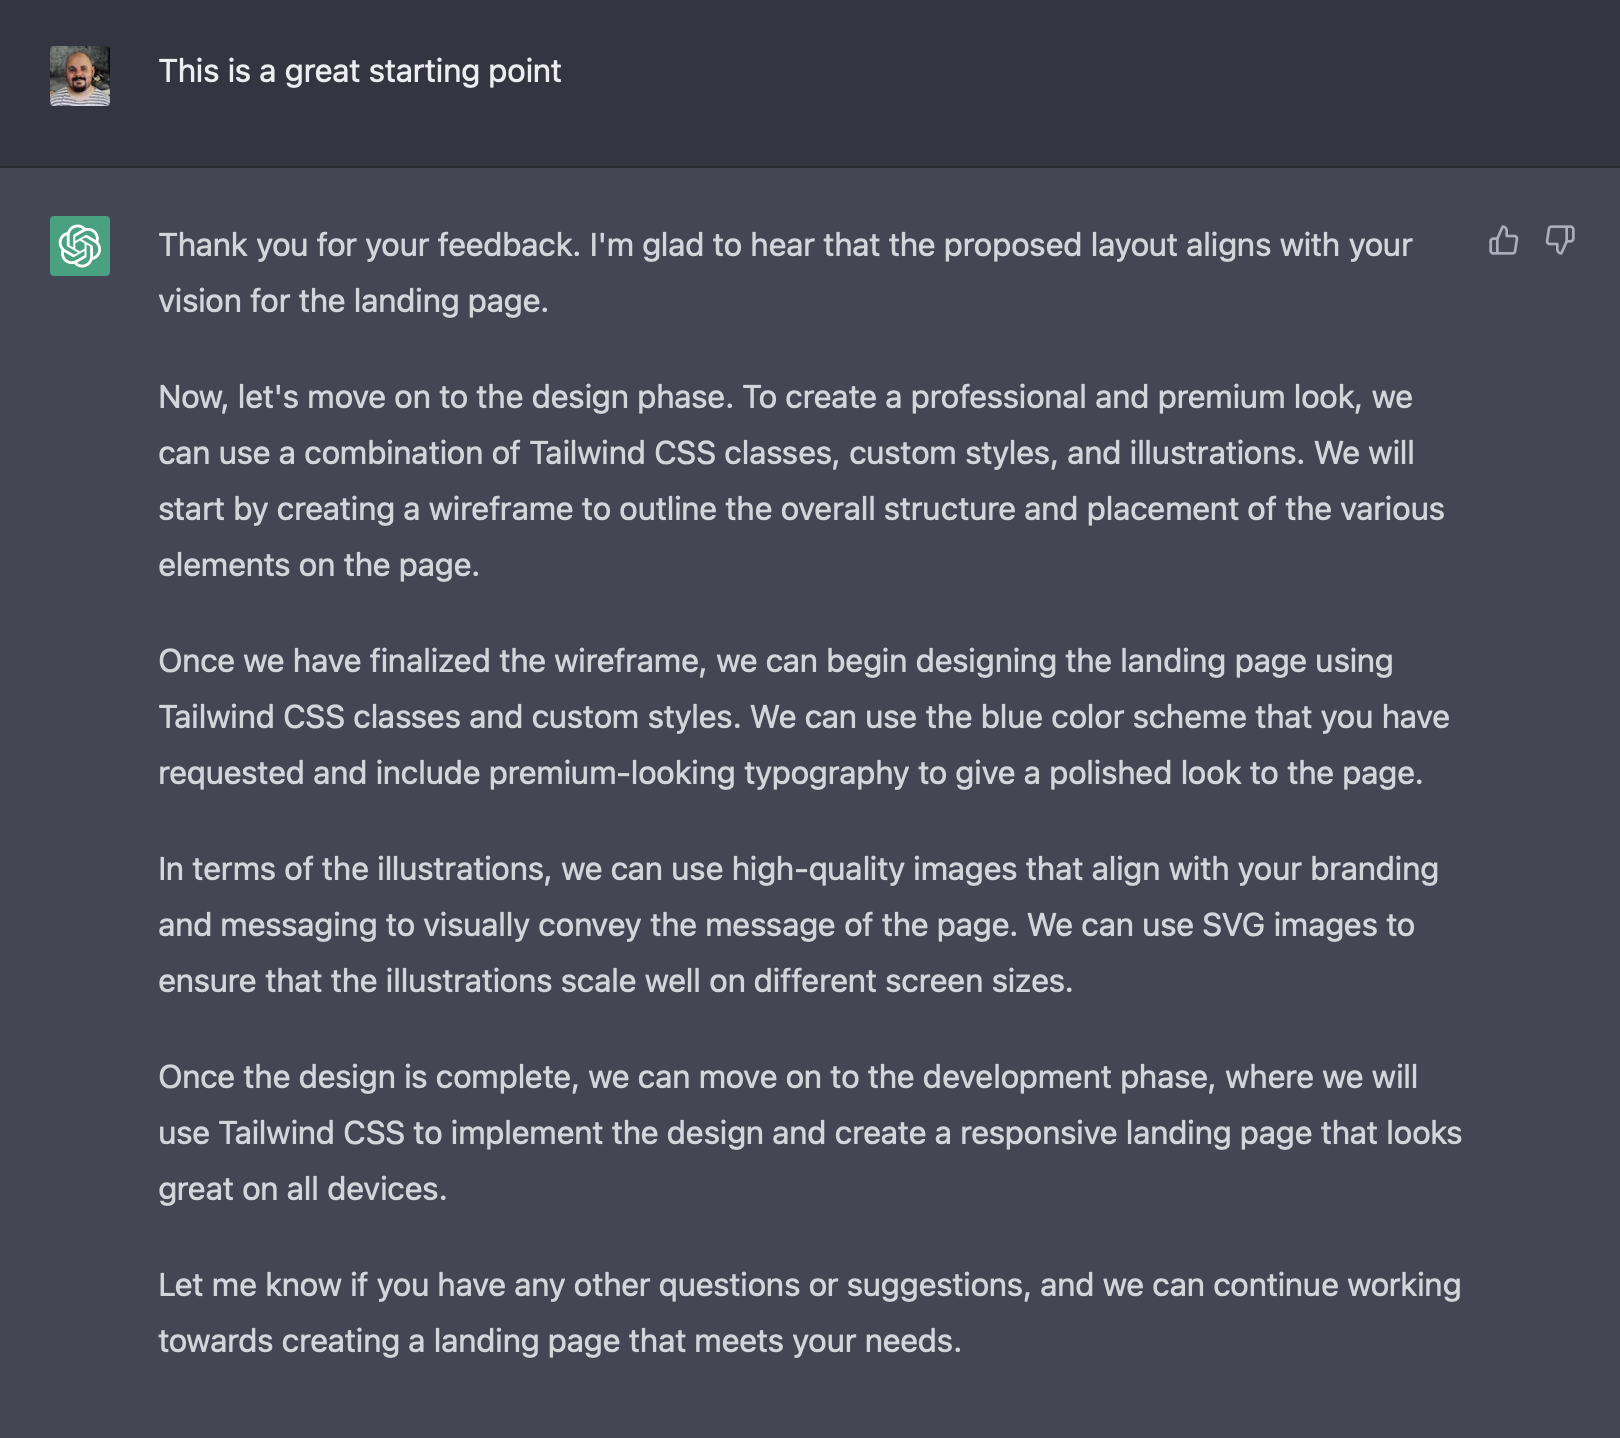 This is a great starting point
Thank you for your feedback. I'm glad to hear that the proposed layout aligns with your
vision for the landing page.
Now, let's move on to the design phase. To create a professional and premium look, we
can use a combination of Tailwind CSS classes, custom styles, and illustrations. We will
start by creating a wireframe to outline the overall structure and placement of the various
elements on the page.
Once we have finalized the wireframe, we can begin designing the landing page using
Tailwind CSS classes and custom styles. We can use the blue color scheme that you have
requested and include premium-looking typography to give a polished look to the page.
In terms of the illustrations, we can use high-quality images that align with your branding
and messaging to visually convey the message of the page. We can use SVG images to
ensure that the illustrations scale well on different screen sizes.
Once the design is complete, we can move on to the development phase, where we will
use Tailwind CSS to implement the design and create a responsive landing page that looks
great on all devices.
Let me know if you have any other questions or suggestions, and we can continue working
towards creating a landing page that meets your needs.